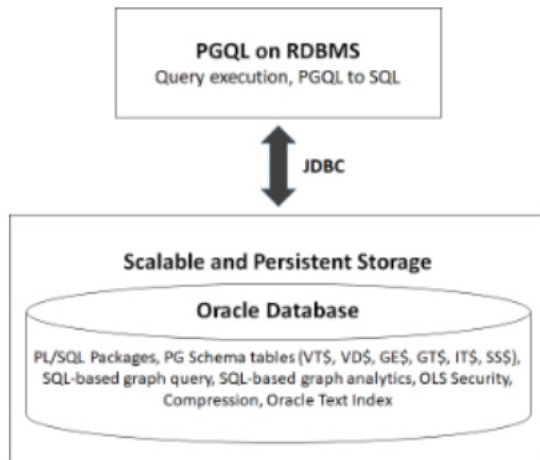 PGQL on RDBMS
Query execution, PGQL to SQL
JDBC
Scalable and Persistent Storage
Oracle Database
PL/SQL Packages, PG Schema tables (VT$, VD$, GE$, GT$, IT$, SS$),
SQL-based graph query, SQL-based graph analytics, OLS Security,
Compression, Oracle Text Index